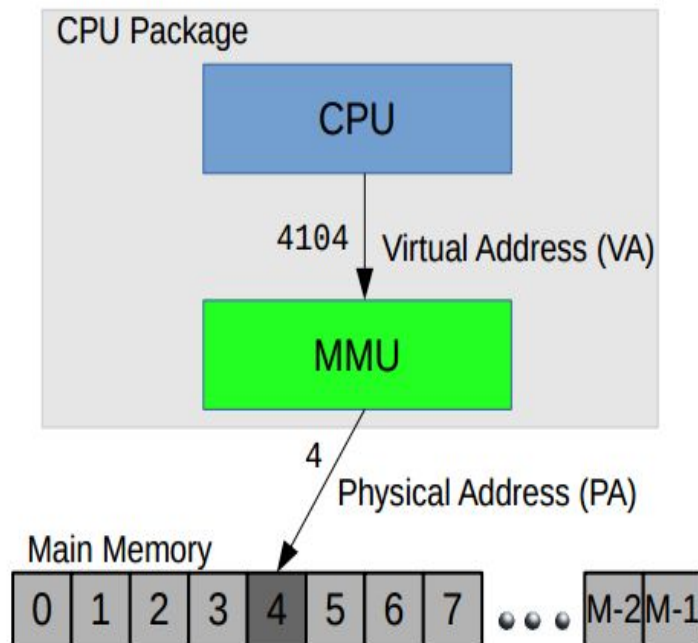 CPU Package
CPU
4104
Virtual Address (VA)
MMU
4
Physical Address (PA)
Main Memory
0 1 2 3 4 5 6 7 M-2 M-1